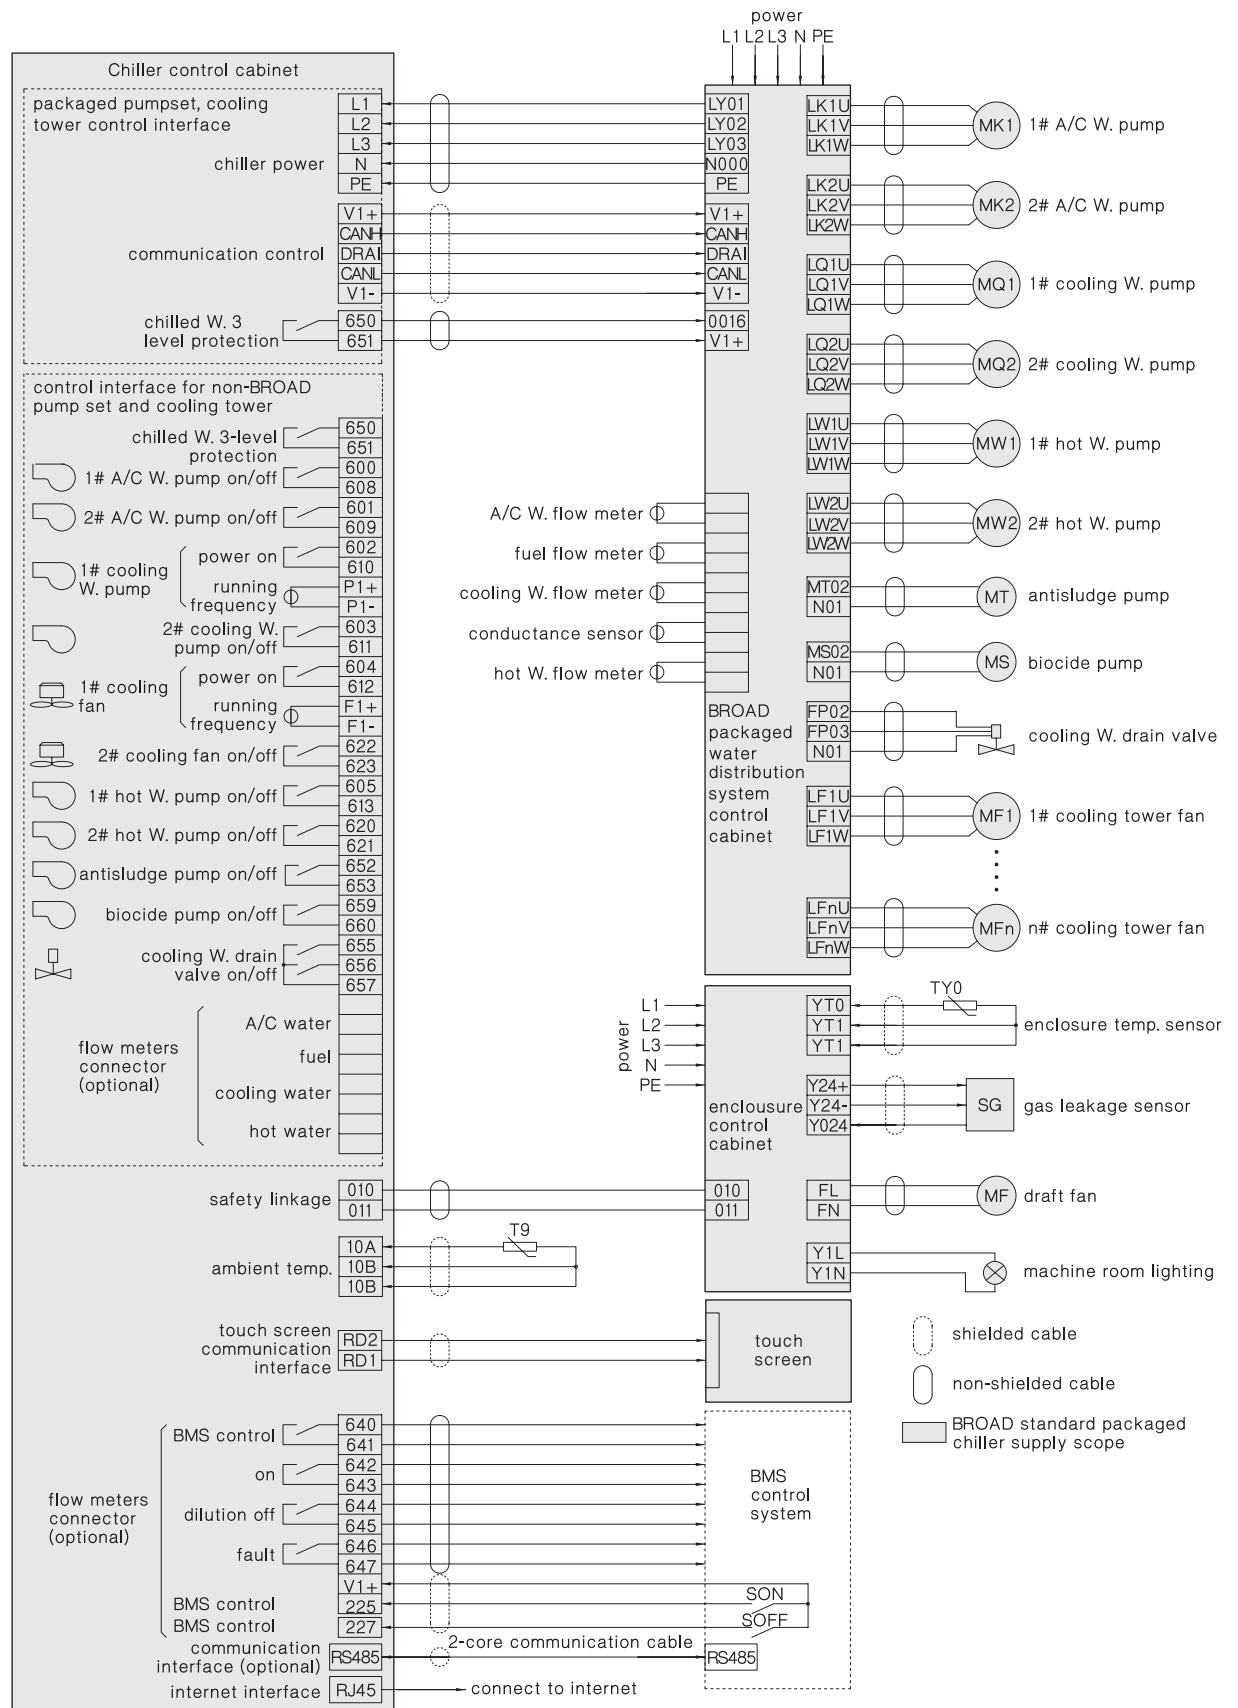 power
L1 L2 L3 N PE
Chiller control cabinet
packaged pumpset, cooling
tower control interface
chiller power
L1
L2
L3
N
PE
communication control
V1+
CANH
DRAI
CANL
V1-
chilled W. 3
level protection
650
651
control interface for non-BROAD
pump set and cooling tower
chilled W. 3-level
protection
650
651
1# A/C W. pump on/off
600
608
2# A/C W. pump on/off
601
609
1# cooling
W. pump
power on
602
610
running
frequency
P1+
P1-
2# cooling W.
pump on/off
603
611
1# cooling
fan
power on
604
612
running
frequency
F1+
F1-
2# cooling fan on/off
622
623
1# hot W. pump on/off
605
613
2# hot W. pump on/off
620
621
antisludge pump on/off
652
653
biocide pump on/off
659
660
cooling W. drain
valve on/off
655
656
657
flow meters
connector
(optional)
A/C water
fuel
cooling water
hot water
safety linkage
010
011
ambient temp.
10A
10B
10B
T9
touch screen
communication
interface
RD2
RD1
flow meters
connector
(optional)
BMS control
640
641
on
642
643
dilution off
644
645
fault
646
647
V1+
BMS control
225
BMS control
227
communication
interface (optional)
RS485
2-core communication cable
internet interface
RJ45
connect to internet
LY01
LY02
LY03
N000
PE
V1+
CANH
DRAI
CANL
V1-
0016
V1+
A/C W. flow meter
fuel flow meter
cooling W. flow meter
conductance sensor
hot W. flow meter
BROAD
packaged
water
distribution
system
control
cabinet
LK1U
LK1V
LK1W
MK1
1# A/C W. pump
LK2U
LK2V
LK2W
MK2
2# A/C W. pump
LQ1U
LQ1V
LQ1W
MQ1
1# cooling W. pump
LQ2U
LQ2V
LQ2W
MQ2
2# cooling W. pump
LW1U
LW1V
LW1W
MW1
1# hot W. pump
LW2U
LW2V
LW2W
MW2
2# hot W. pump
MT02
N01
MT
antisludge pump
MS02
N01
MS
biocide pump
FP02
FP03
N01
cooling W. drain valve
LF1U
LF1V
LF1W
MF1
1# cooling tower fan
LFnU
LFnV
LFnW
MFn
n# cooling tower fan
power
L1
L2
L3
N
PE
enclousure
control
cabinet
010
011
YT0
YT1
YT1
TY0
enclosure temp. sensor
Y24+
Y24-
Y024
SG
gas leakage sensor
FL
FN
MF
draft fan
Y1L
Y1N
machine room lighting
touch
screen
shielded cable
non-shielded cable
BROAD standard packaged
chiller supply scope
BMS
control
system
SON
SOFF
RS485